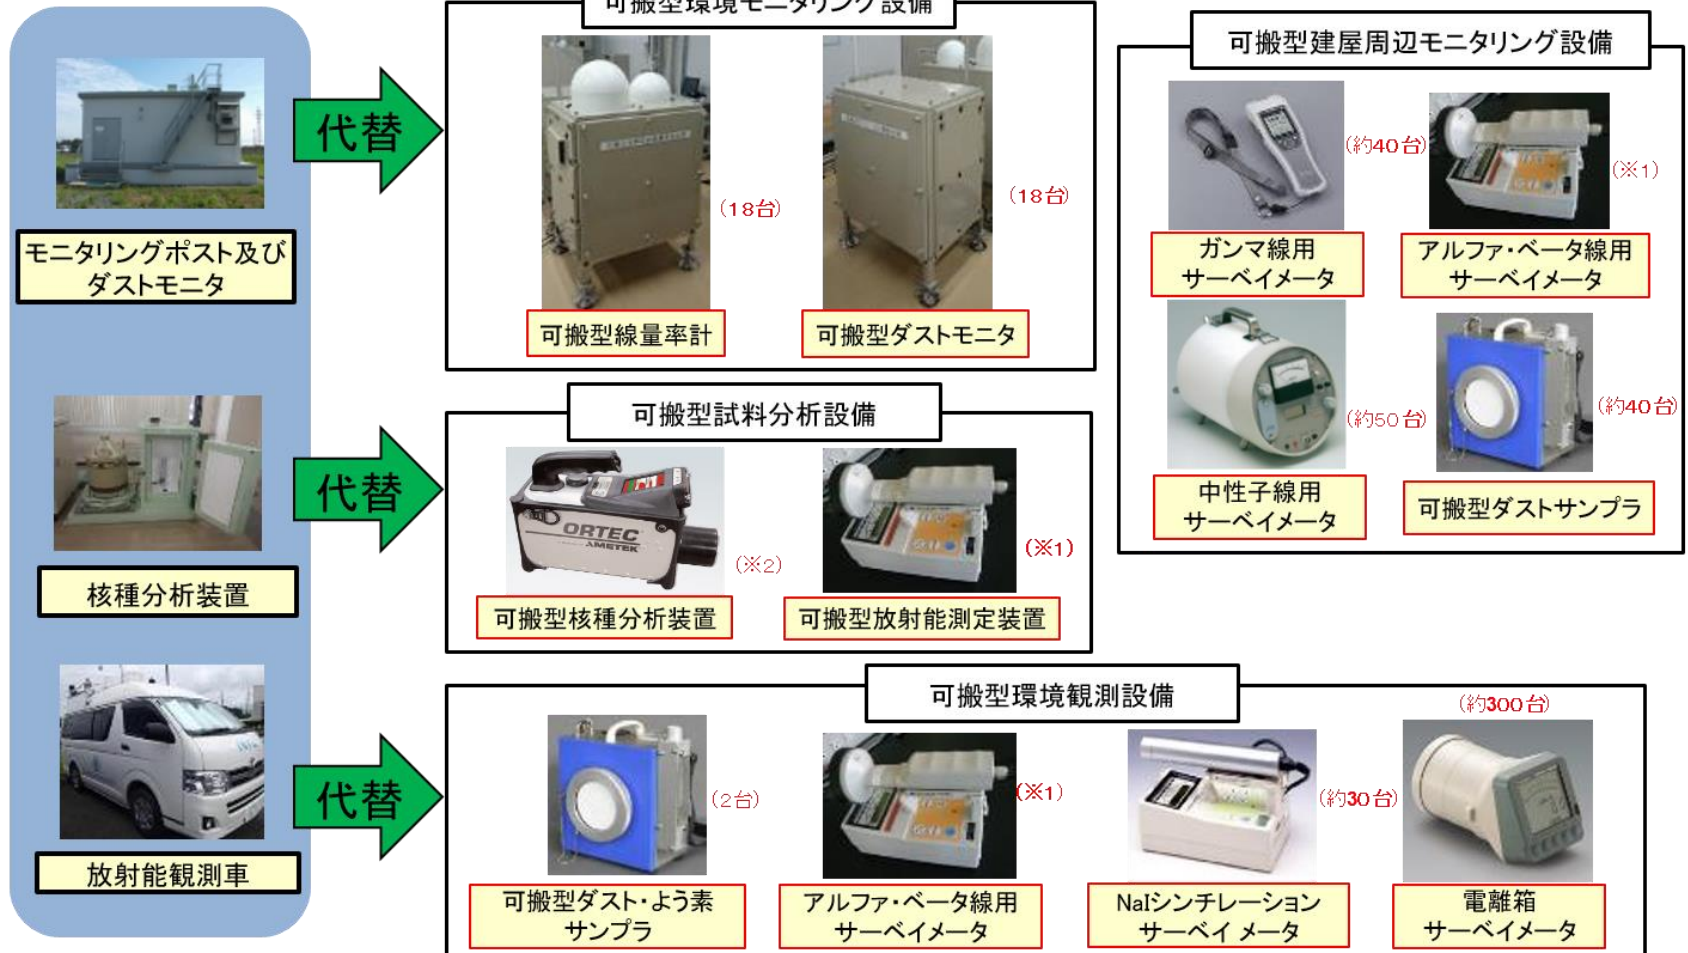 可搬型環境モニタリング設備
可搬型建屋周辺モニタリング設備
モニタリングポスト及び
ダストモニタ
代替
(18台)
可搬型線量率計
(18台)
可搬型ダストモニタ
(約40台)
ガンマ線用
サーベイメータ
(※1)
アルファ・ベータ線用
サーベイメータ
(約50台)
中性子線用
サーベイメータ
(約40台)
可搬型ダストサンプラ
核種分析装置
代替
可搬型試料分析設備
ORTEC
AMETEK
(※2)
可搬型核種分析装置
(※1)
可搬型放射能測定装置
放射能観測車
代替
可搬型環境観測設備
(2台)
可搬型ダスト・よう素
サンプラ
(※1)
アルファ・ベータ線用
サーベイメータ
(約30台)
NaIシンチレーション
サーベイ メータ
(約300台)
電離箱
サーベイメータ